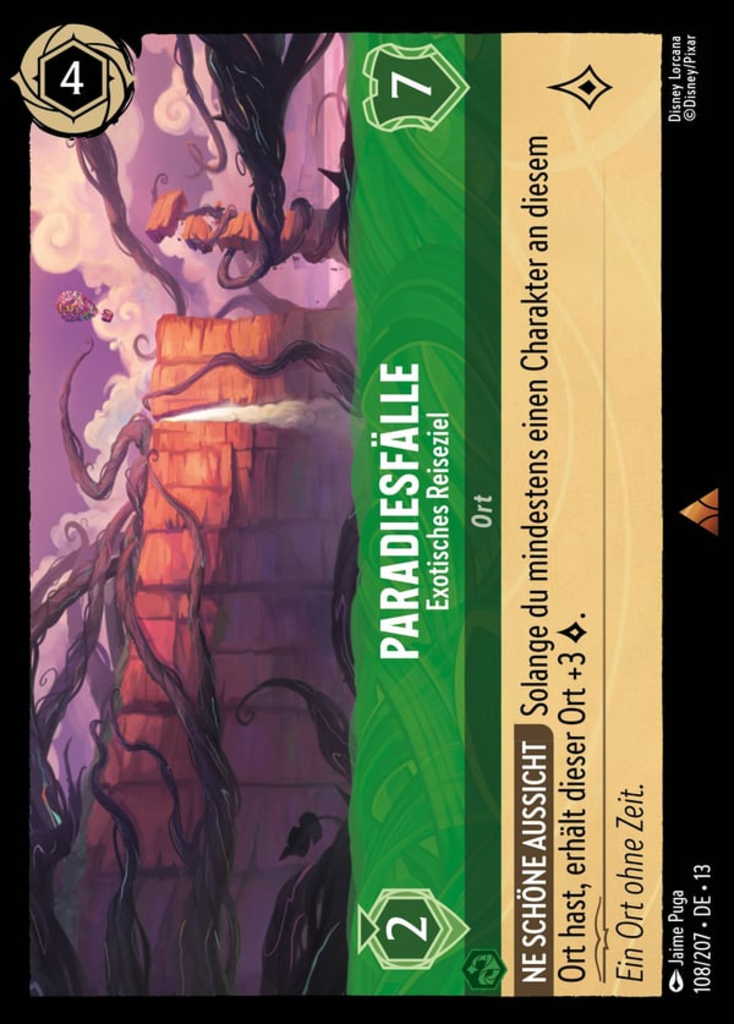 4
PARADIESFÄLLE
Exotisches Reiseziel
2
7
Ort
NE SCHÖNE AUSSICHT Solange du mindestens einen Charakter an diesem
Ort hast, erhält dieser Ort +3.
Ein Ort ohne Zeit.
Jaime Puga
108/207 • DE • 13
Disney Lorcana
©Disney/Pixar